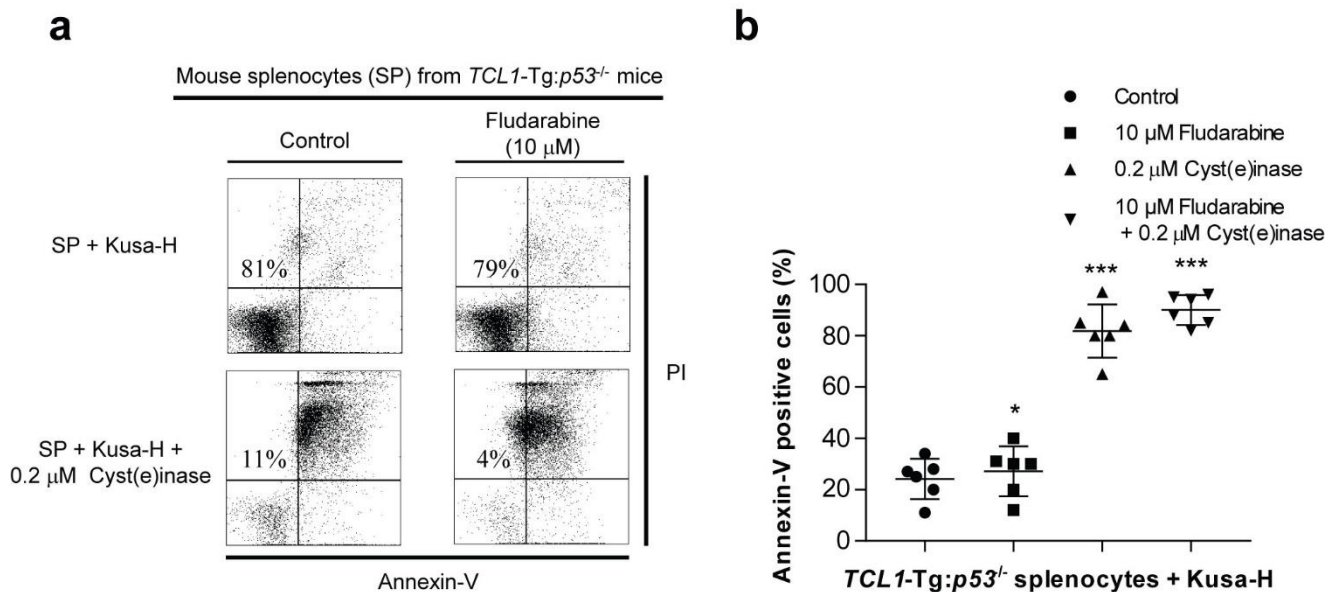 a
Mouse splenocytes (SP) from TCL1-Tg:p53-/- mice
Control
Fludarabine
(10 μM)
SP + Kusa-H
81%
79%
SP + Kusa-H +
0.2 μM Cyst(e)inase
11%
4%
PI
Annexin-V
b
Control
10 μM Fludarabine
0.2 μM Cyst(e)inase
10 μM Fludarabine
+ 0.2 μM Cyst(e)inase
Annexin-V positive cells (%)
100
80
60
40
20
0
*
***
***
TCL1-Tg:p53-/- splenocytes + Kusa-H